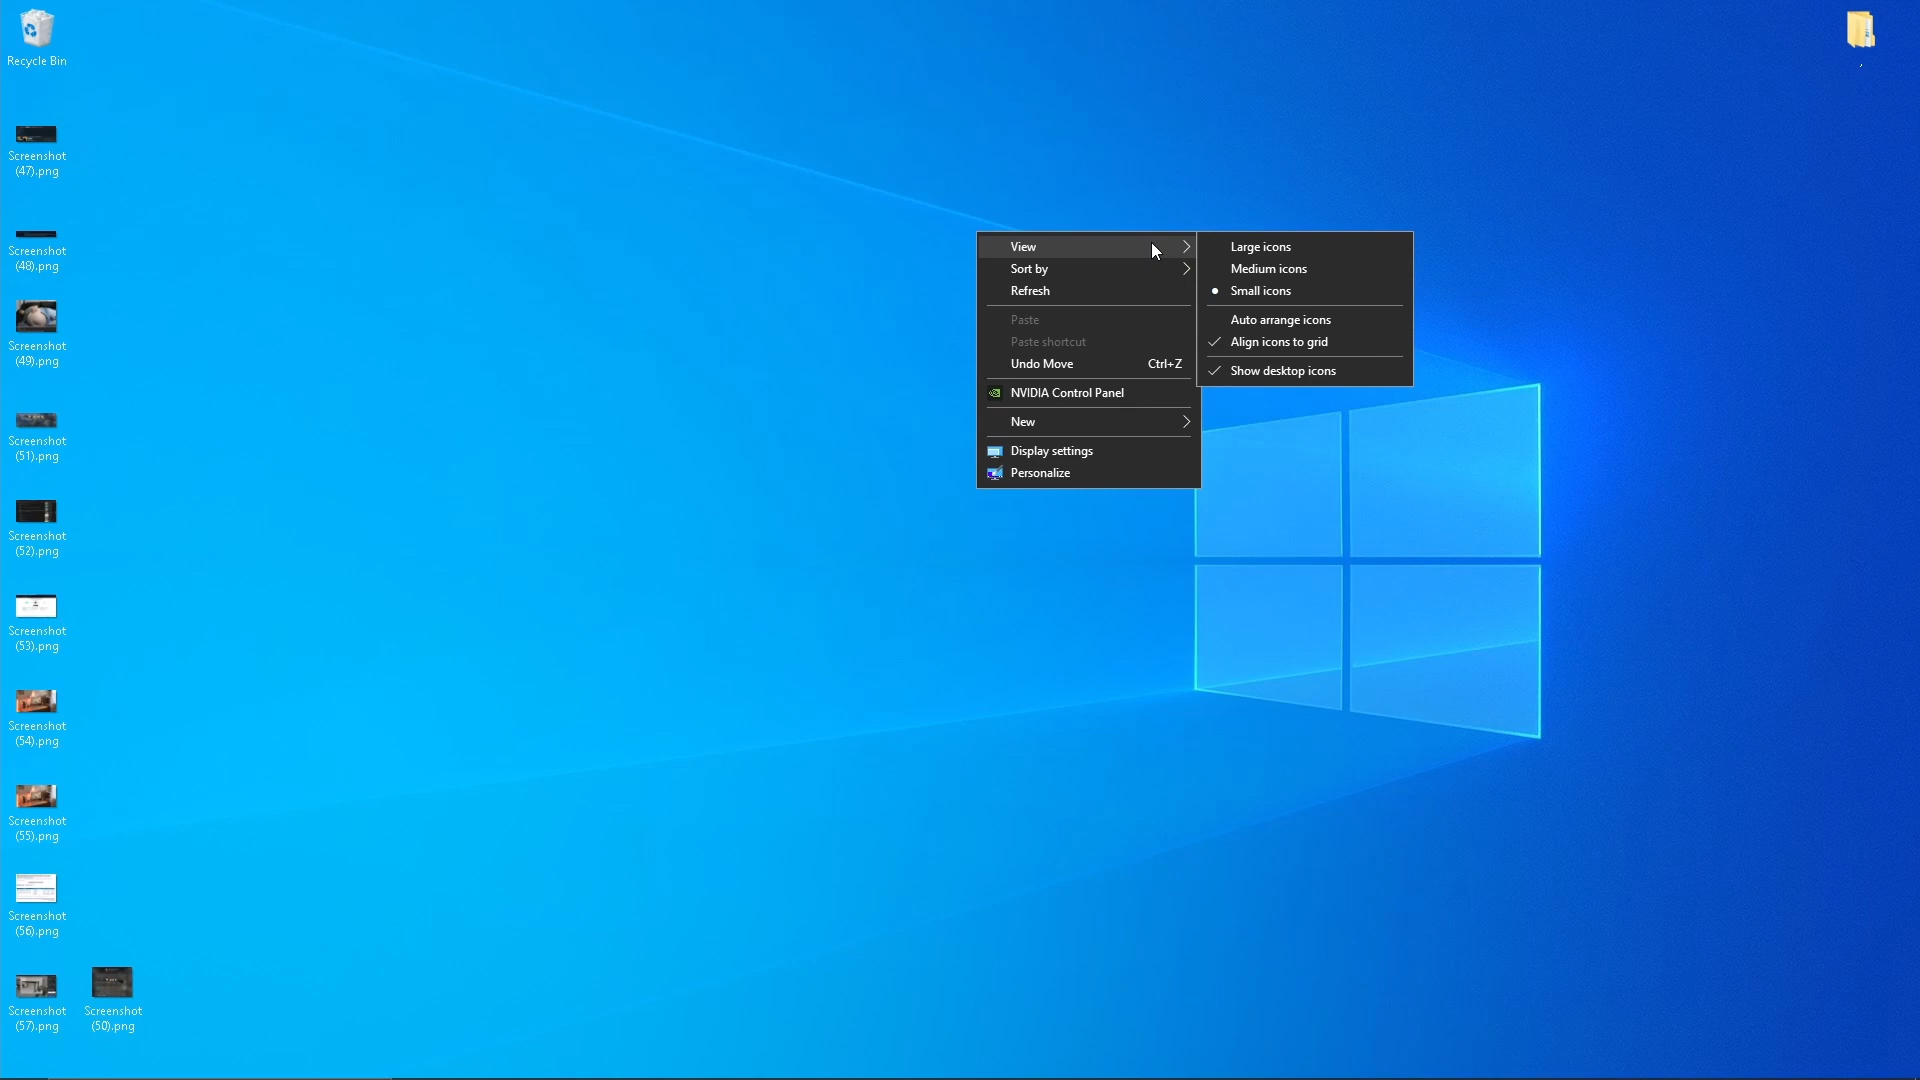 Recycle Bin
Screenshot
(47).png
Screenshot
(48).png
Screenshot
(49).png
Screenshot
(51).png
Screenshot
(52).png
Screenshot
(53).png
Screenshot
(54).png
Screenshot
(55).png
Screenshot
(56).png
Screenshot
(57).png
Screenshot
(50).png
View
Sort by
Refresh
Paste
Paste shortcut
Undo Move Ctrl+Z
NVIDIA Control Panel
New
Display settings
Personalize
Large icons
Medium icons
Small icons
Auto arrange icons
Align icons to grid
Show desktop icons
,